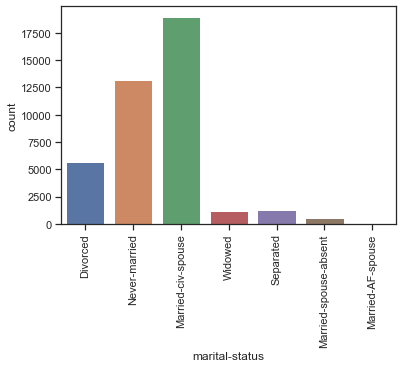 17500
15000
12500
10000
7500
5000
2500
0
count
Divorced
Never-married
Married-civ-spouse
Widowed
Separated
Married-spouse-absent
Married-AF-spouse
marital-status